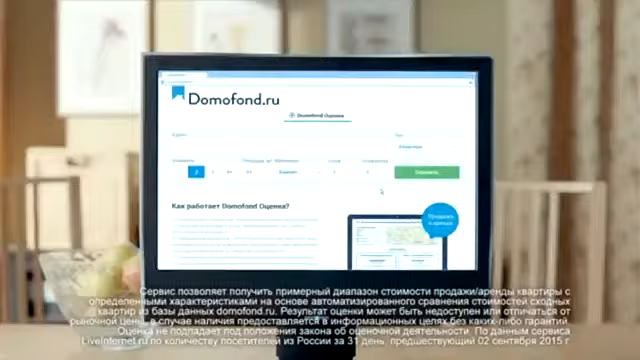 Domofond.ru
Domofond Оценка
Адрес
Как работает Domofond Оценка?
Продажа
и аренда
Сервис позволяет получить примерный диапазон стоимости продажи/аренды квартиры с
определенными характеристиками на основе автоматизированного сравнения стоимостей сходных
квартир из базы данных domofond.ru. Результат оценки может быть недоступен или отличаться от
рыночной цены, в случае наличия предоставляется в информационных целях без каких-либо гарантий.
Оценка не подпадает под положения закона об оценочной деятельности. По данным сервиса
LiveInternet.ru по количеству посетителей из России за 31 день, предшествующий 02 сентября 2015 г